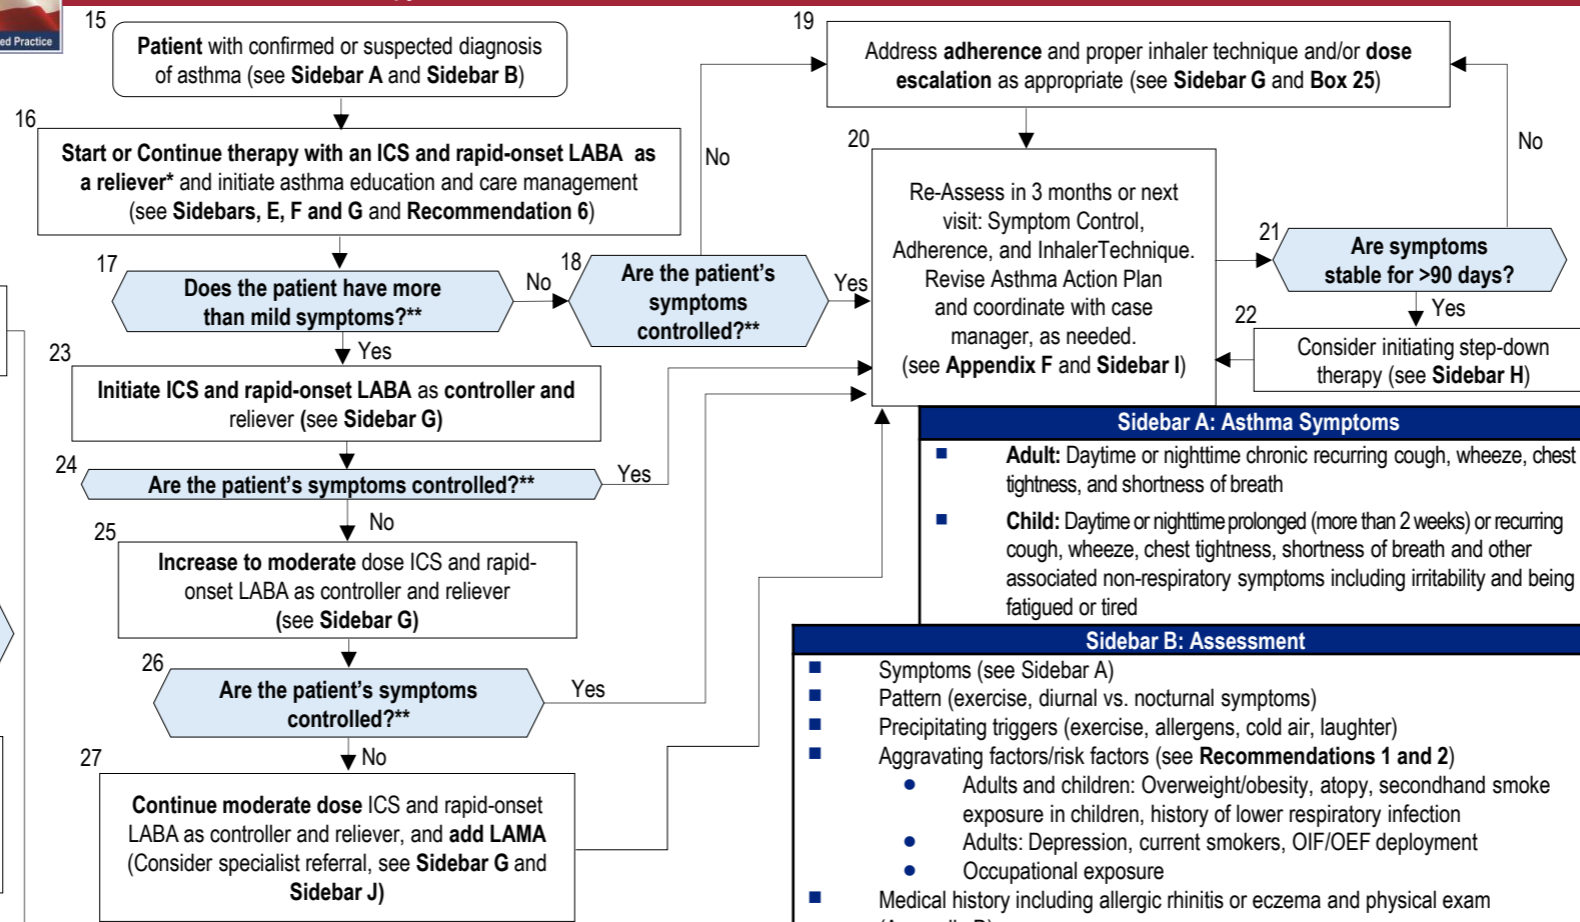 ed Practice
15
Patient with confirmed or suspected diagnosis
of asthma (see Sidebar A and Sidebar B)
16
Start or Continue therapy with an ICS and rapid-onset LABA as
a reliever* and initiate asthma education and care management
(see Sidebars, E, F and G and Recommendation 6)
17
Does the patient have more
than mild symptoms?**
No
Yes
18
Are the patient's
symptoms
controlled?**
No
Yes
19
Address adherence and proper inhaler technique and/or dose
escalation as appropriate (see Sidebar G and Box 25)
20
Re-Assess in 3 months or next
visit: Symptom Control,
Adherence, and InhalerTechnique.
Revise Asthma Action Plan
and coordinate with case
manager, as needed.
(see Appendix F and Sidebar I)
21
Are symptoms
stable for >90 days?
No
Yes
22
Consider initiating step-down
therapy (see Sidebar H)
23
Initiate ICS and rapid-onset LABA as controller and
reliever (see Sidebar G)
24
Are the patient's symptoms controlled?**
Yes
No
25
Increase to moderate dose ICS and rapid-
onset LABA as controller and reliever
(see Sidebar G)
26
Are the patient's symptoms
controlled?**
Yes
No
27
Continue moderate dose ICS and rapid-onset
LABA as controller and reliever, and add LAMA
(Consider specialist referral, see Sidebar G and
Sidebar J)
Sidebar A: Asthma Symptoms
Adult: Daytime or nighttime chronic recurring cough, wheeze, chest
tightness, and shortness of breath
Child: Daytime or nighttime prolonged (more than 2 weeks) or recurring
cough, wheeze, chest tightness, shortness of breath and other
associated non-respiratory symptoms including irritability and being
fatigued or tired
Sidebar B: Assessment
Symptoms (see Sidebar A)
Pattern (exercise, diurnal vs. nocturnal symptoms)
Precipitating triggers (exercise, allergens, cold air, laughter)
Aggravating factors/risk factors (see Recommendations 1 and 2)
Adults and children: Overweight/obesity, atopy, secondhand smoke
exposure in children, history of lower respiratory infection
Adults: Depression, current smokers, OIF/OEF deployment
Occupational exposure
Medical history including allergic rhinitis or eczema and physical exam